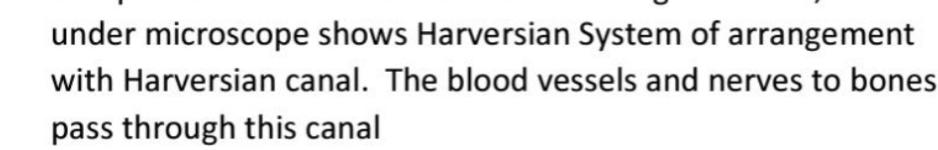 under microscope shows Harversian System of arrangement
with Harversian canal. The blood vessels and nerves to bones
pass through this canal